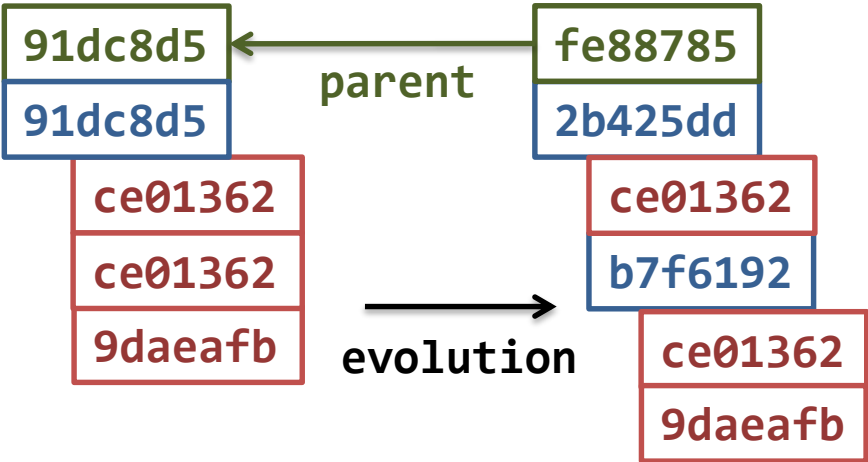 91dc8d5
91dc8d5
ce01362
ce01362
9daeafb
parent
evolution
fe88785
2b425dd
ce01362
b7f6192
ce01362
9daeafb